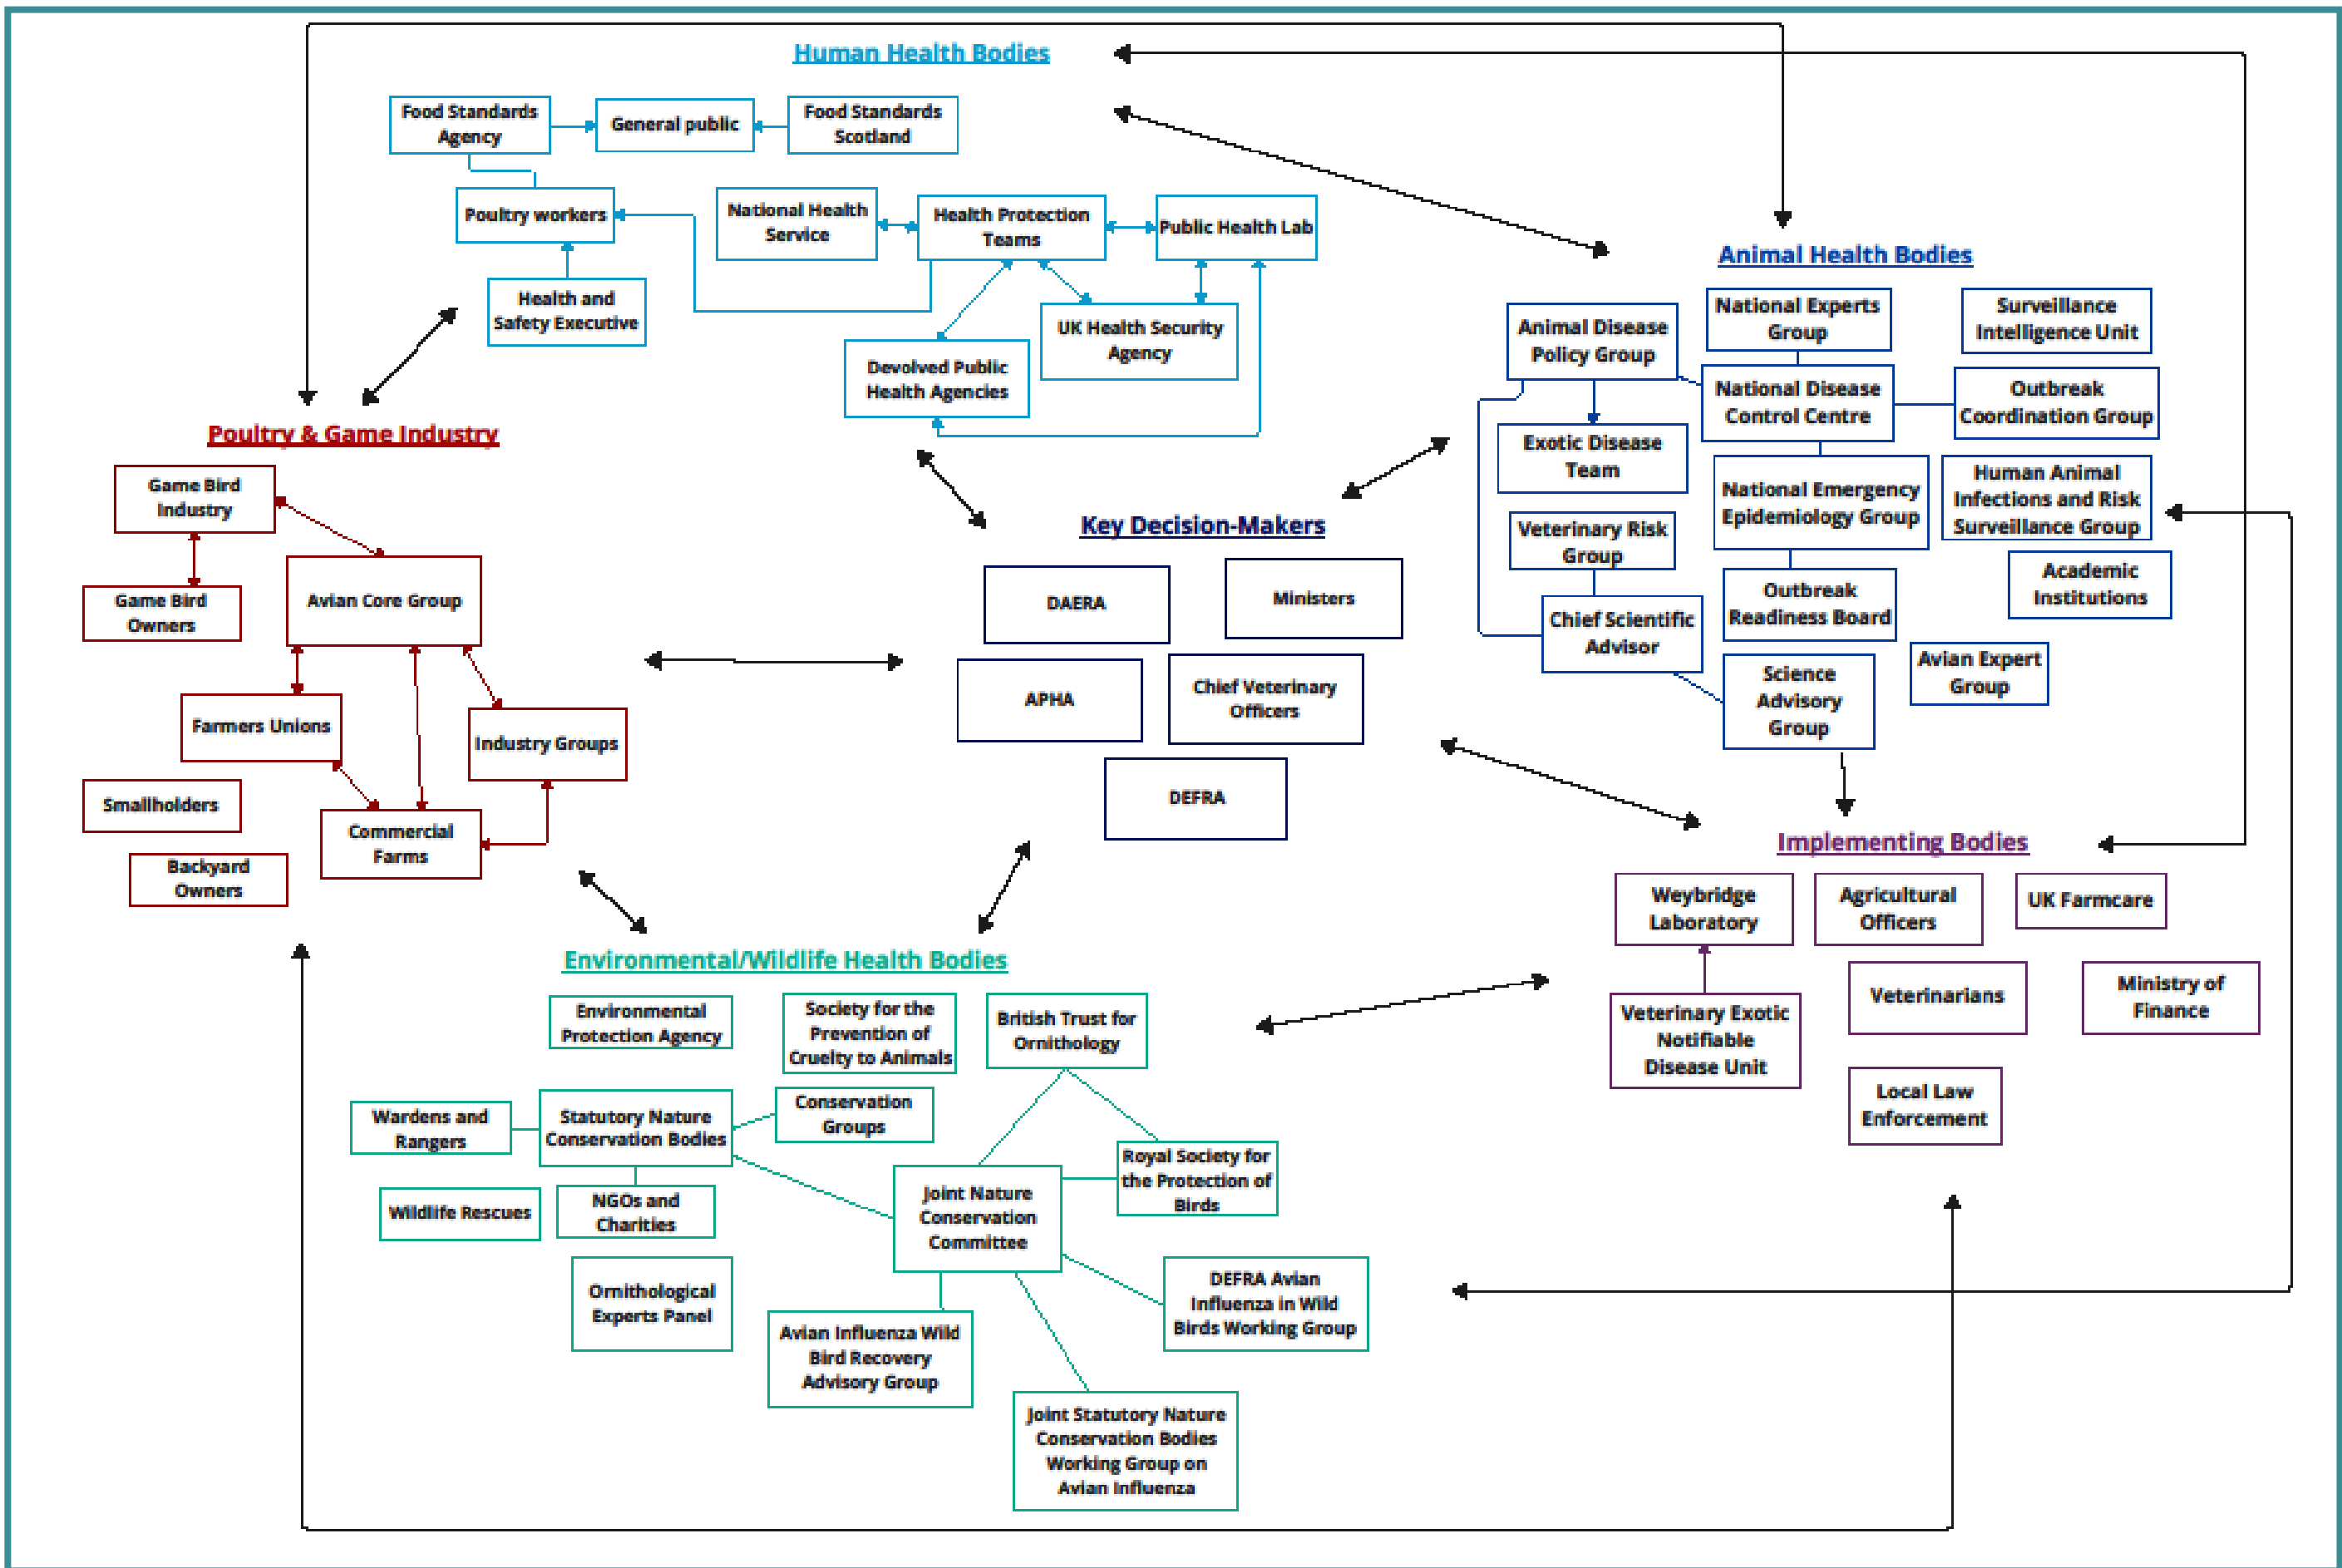 Human Health Bodies
Food Standards
Agency
General public
Food Standards
Scotland
Poultry workers
National Health
Service
Health Protection
Teams
Public Health Lab
Health and
Safety Executive
Devolved Public
Health Agencies
UK Health Security
Agency
Animal Health Bodies
Animal Disease
Policy Group
National Experts
Group
Surveillance
Intelligence Unit
National Disease
Control Centre
Outbreak
Coordination Group
Exotic Disease
Team
National Emergency
Epidemiology Group
Human Animal
Infections and Risk
Surveillance Group
Veterinary Risk
Group
Academic
Institutions
Outbreak
Readiness Board
Chief Scientific
Advisor
Avian Expert
Group
Science
Advisory
Group
Poultry & Game Industry
Game Bird
Industry
Game Bird
Owners
Avian Core Group
Farmers Unions
Industry Groups
Smallholders
Commercial
Farms
Backyard
Owners
Key Decision-Makers
DAERA
Ministers
APHA
Chief Veterinary
Officers
DEFRA
Implementing Bodies
Weybridge
Laboratory
Agricultural
Officers
UK Farmcare
Veterinary Exotic
Notifiable
Disease Unit
Veterinarians
Ministry of
Finance
Local Law
Enforcement
Environmental/Wildlife Health Bodies
Environmental
Protection Agency
Society for the
Prevention of
Cruelty to Animals
British Trust for
Ornithology
Wardens and
Rangers
Statutory Nature
Conservation Bodies
Conservation
Groups
Royal Society for
the Protection of
Birds
Wildlife Rescues
NGOs and
Charities
Joint Nature
Conservation
Committee
Ornithological
Experts Panel
Avian Influenza Wild
Bird Recovery
Advisory Group
DEFRA Avian
Influenza in Wild
Birds Working Group
Joint Statutory Nature
Conservation Bodies
Working Group on
Avian Influenza